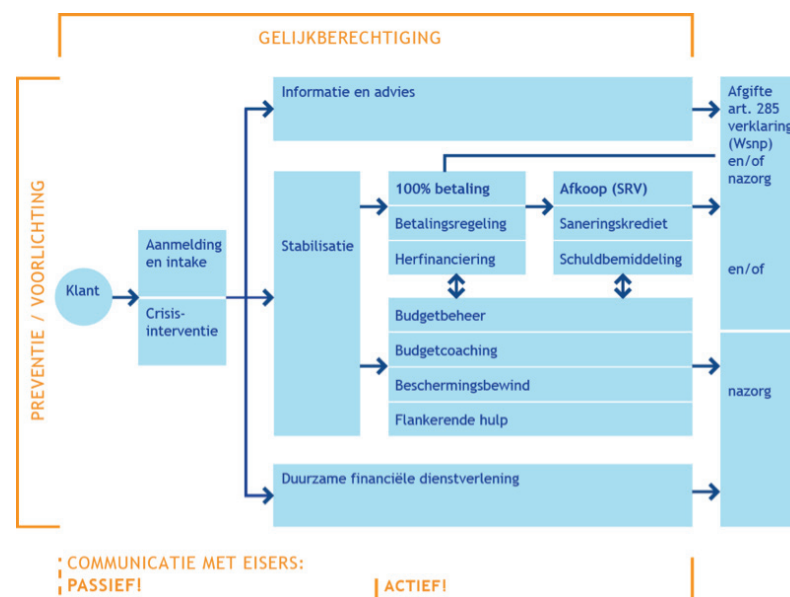 GELIJKBERECHTIGING
PREVENTIE / VOORLICHTING
Klant
Aanmelding
en intake
Crisis-
interventie
Informatie en advies
Stabilisatie
100% betaling
Betalingsregeling
Herfinanciering
Afkoop (SRV)
Saneringskrediet
Schuldbemiddeling
Budgetbeheer
Budgetcoaching
Beschermingsbewind
Flankerende hulp
Duurzame financiële dienstverlening
Afgifte
art. 285
verklaring
(Wsnp)
en/of
nazorg
en/of
nazorg
COMMUNICATIE MET EISERS:
PASSIEF!
ACTIEF!